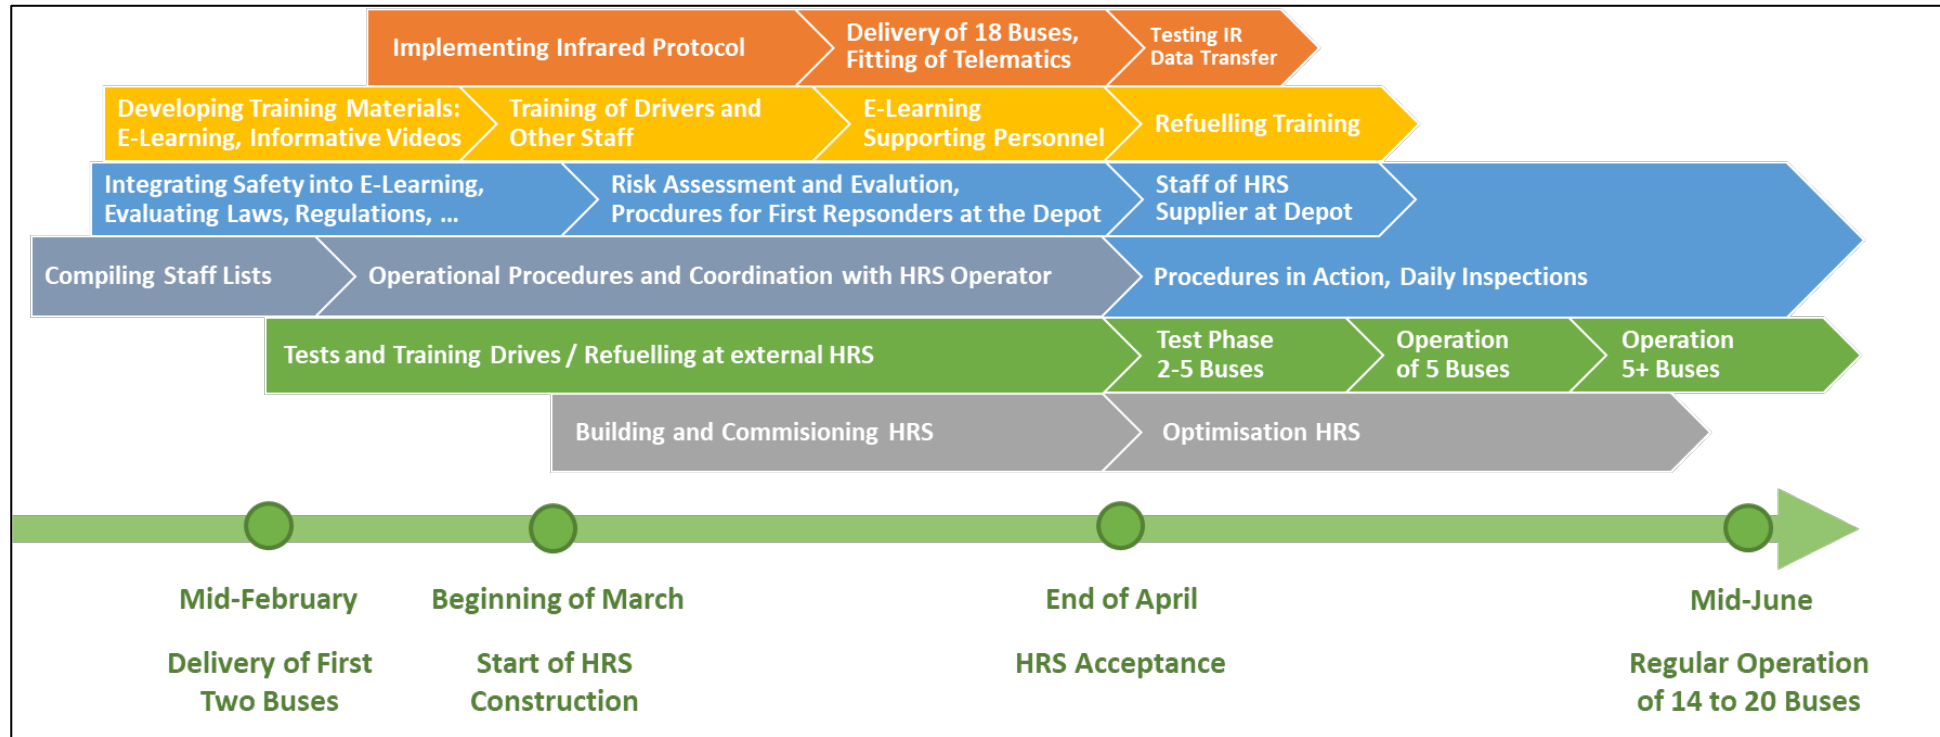 Implementing Infrared Protocol
Delivery of 18 Buses,
Fitting of Telematics
Testing IR
Data Transfer
Developing Training Materials:
E-Learning, Informative Videos
Training of Drivers and
Other Staff
E-Learning
Supporting Personnel
Refuelling Training
Integrating Safety into E-Learning,
Evaluating Laws, Regulations, ...
Risk Assessment and Evalution,
Procdures for First Repsonders at the Depot
Staff of HRS
Supplier at Depot
Compiling Staff Lists
Operational Procedures and Coordination with HRS Operator
Procedures in Action, Daily Inspections
Tests and Training Drives / Refuelling at external HRS
Test Phase
2-5 Buses
Operation
of 5 Buses
Operation
5+ Buses
Building and Commisioning HRS
Optimisation HRS
Mid-February
Delivery of First
Two Buses
Beginning of March
Start of HRS
Construction
End of April
HRS Acceptance
Mid-June
Regular Operation
of 14 to 20 Buses